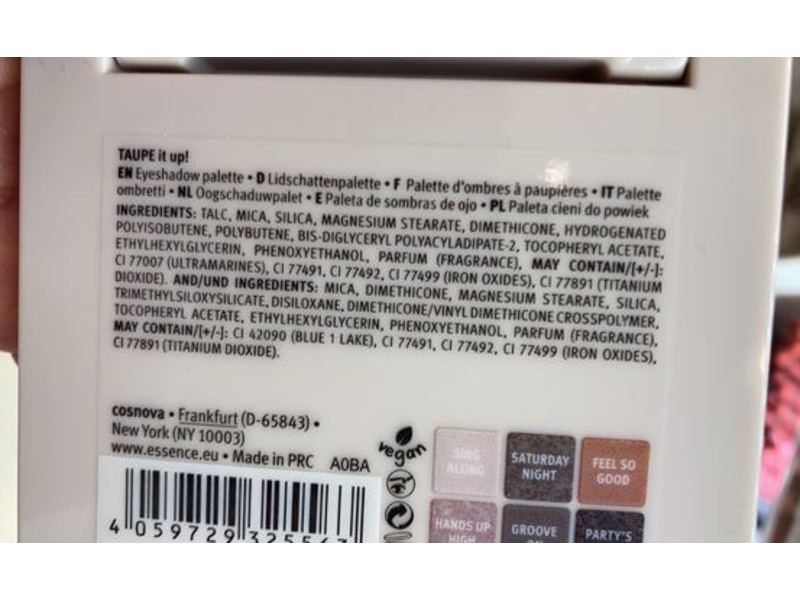 TAUPE it up!
EN Eyeshadow palette • D Lidschattenpalette • F Palette d'ombres à paupières • IT Palette
ombretti • NL Oogschaduwpalet • E Paleta de sombras de ojo • PL Paleta cieni do powiek
INGREDIENTS: TALC, MICA, SILICA, MAGNESIUM STEARATE, DIMETHICONE, HYDROGENATED
POLYISOBUTENE, POLYBUTENE, BIS-DIGLYCERYL POLYACYLADIPATE-2, TOCOPHERYL ACETATE,
ETHYLHEXYLGLYCERIN, PHENOXYETHANOL, PARFUM (FRAGRANCE), MAY CONTAIN/[+/-]:
CI 77007 (ULTRAMARINES), CI 77491, CI 77492, CI 77499 (IRON OXIDES), CI 77891 (TITANIUM
DIOXIDE). AND/UND INGREDIENTS: MICA, DIMETHICONE, MAGNESIUM STEARATE, SILICA,
TRIMETHYLSILOXYSILICATE, DISILOXANE, DIMETHICONE/VINYL DIMETHICONE CROSSPOLYMER,
TOCOPHERYL ACETATE, ETHYLHEXYLGLYCERIN, PHENOXYETHANOL, PARFUM (FRAGRANCE),
MAY CONTAIN/[+/-]: CI 42090 (BLUE 1 LAKE), CI 77491, CI 77492, CI 77499 (IRON OXIDES),
CI 77891 (TITANIUM DIOXIDE).
cosnova • Frankfurt (D-65843) •
New York (NY 10003)
www.essence.eu • Made in PRC A0BA
vegan
SING
ALONG
SATURDAY
NIGHT
FEEL SO
GOOD
HANDS UP
HIGH
GROOVE
ON
PARTY'S
4 059729 325563